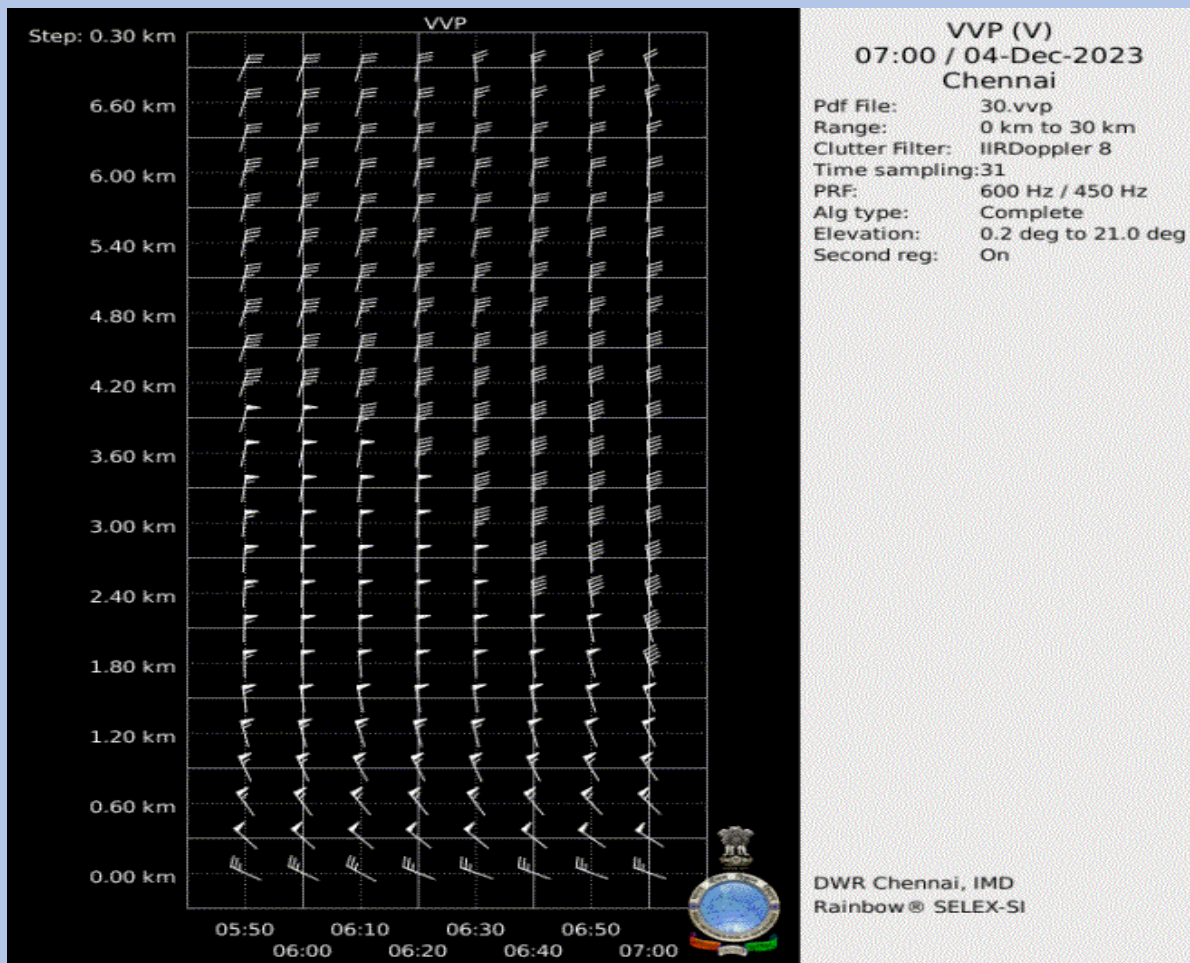 VVP
Step: 0.30 km
6.60 km
6.00 km
5.40 km
4.80 km
4.20 km
3.60 km
3.00 km
2.40 km
1.80 km
1.20 km
0.60 km
0.00 km
05:50 06:10 06:30 06:50
06:00 06:20 06:40 07:00
VVP (V)
07:00 / 04-Dec-2023
Chennai
Pdf File: 30.vvp
Range: 0 km to 30 km
Clutter Filter: IIRDoppler 8
Time sampling:31
PRF: 600 Hz / 450 Hz
Alg type: Complete
Elevation: 0.2 deg to 21.0 deg
Second reg: On
DWR Chennai, IMD
Rainbow® SELEX-SI